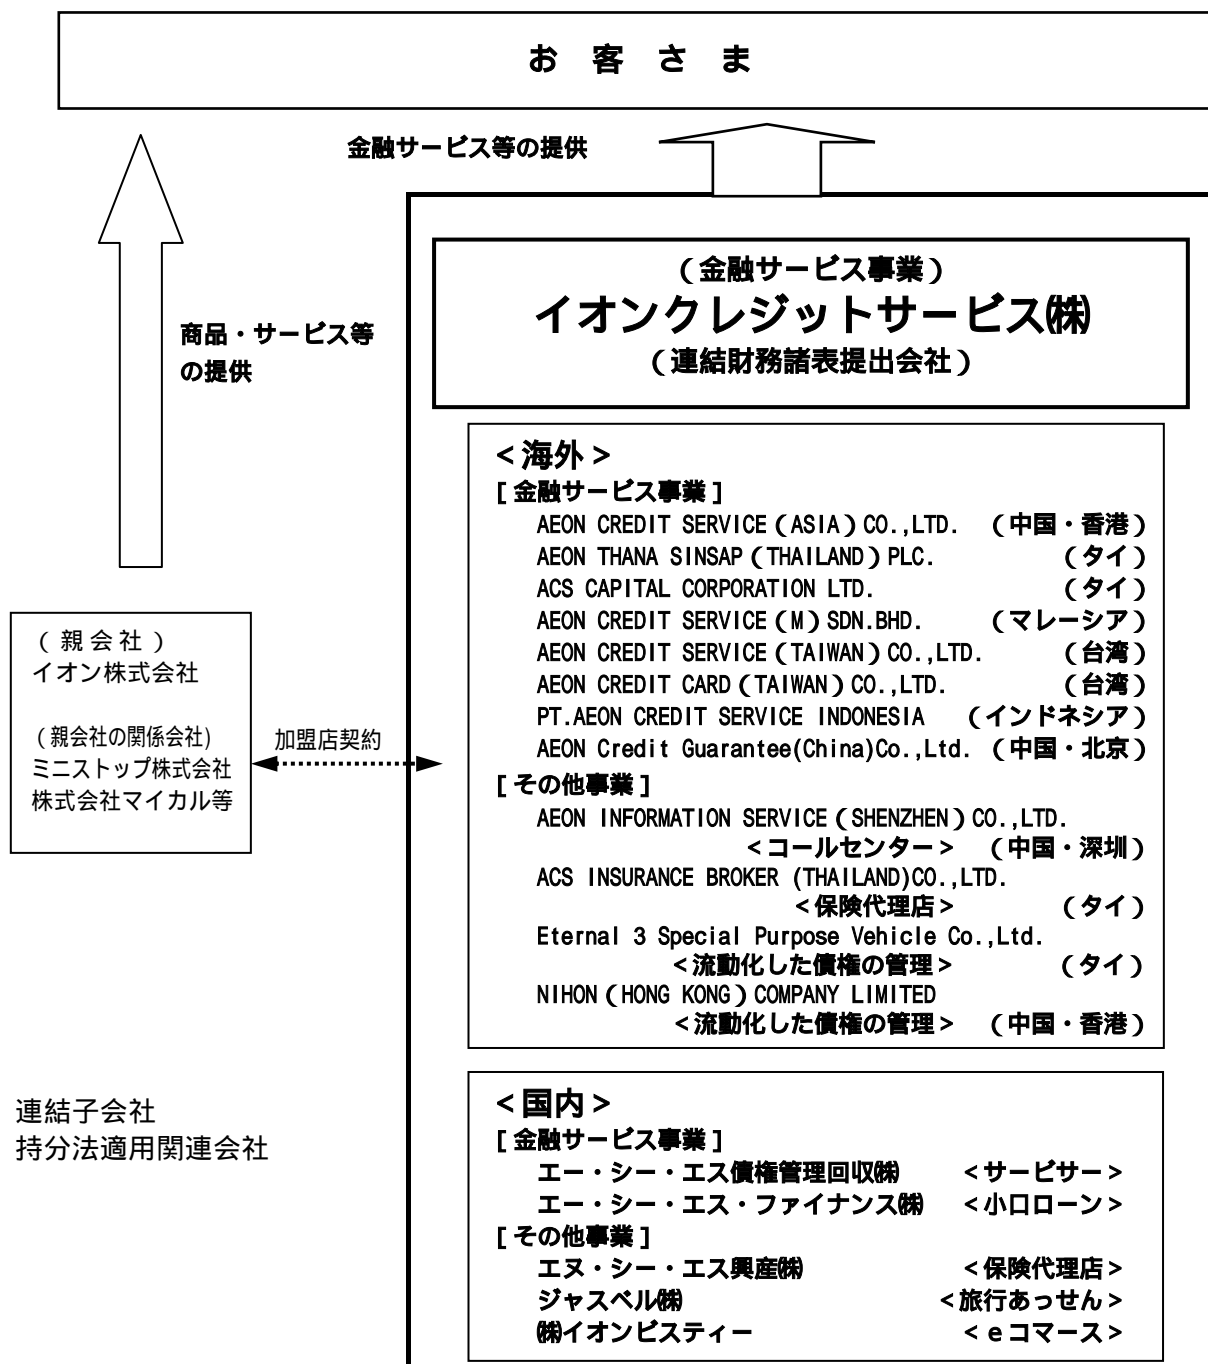 お 客 さ ま
金融サービス等の提供
商品・サービス等
の提供
（金融サービス事業）
イオンクレジットサービス㈱
（連結財務諸表提出会社）
＜海外＞
[金融サービス事業]
AEON CREDIT SERVICE（ASIA）CO.,LTD. （中国・香港）
AEON THANA SINSAP（THAILAND）PLC. （タイ）
ACS CAPITAL CORPORATION LTD. （タイ）
AEON CREDIT SERVICE（M）SDN.BHD. （マレーシア）
AEON CREDIT SERVICE（TAIWAN）CO.,LTD. （台湾）
AEON CREDIT CARD（TAIWAN）CO.,LTD. （台湾）
PT.AEON CREDIT SERVICE INDONESIA （インドネシア）
AEON Credit Guarantee(China)Co.,Ltd. （中国・北京）
[その他事業]
AEON INFORMATION SERVICE（SHENZHEN）CO.,LTD.
＜コールセンター＞ （中国・深圳）
ACS INSURANCE BROKER (THAILAND)CO.,LTD.
＜保険代理店＞ （タイ）
Eternal 3 Special Purpose Vehicle Co.,Ltd.
＜流動化した債権の管理＞ （タイ）
NIHON（HONG KONG）COMPANY LIMITED
＜流動化した債権の管理＞ （中国・香港）
（親会社）
イオン株式会社
（親会社の関係会社)
ミニストップ株式会社
株式会社マイカル等
加盟店契約
連結子会社
持分法適用関連会社
＜国内＞
[金融サービス事業]
エー・シー・エス債権管理回収㈱ ＜サービサー＞
エー・シー・エス・ファイナンス㈱ ＜小口ローン＞
[その他事業]
エヌ・シー・エス興産㈱ ＜保険代理店＞
ジャスベル㈱ ＜旅行あっせん＞
㈱イオンビスティー ＜eコマース＞